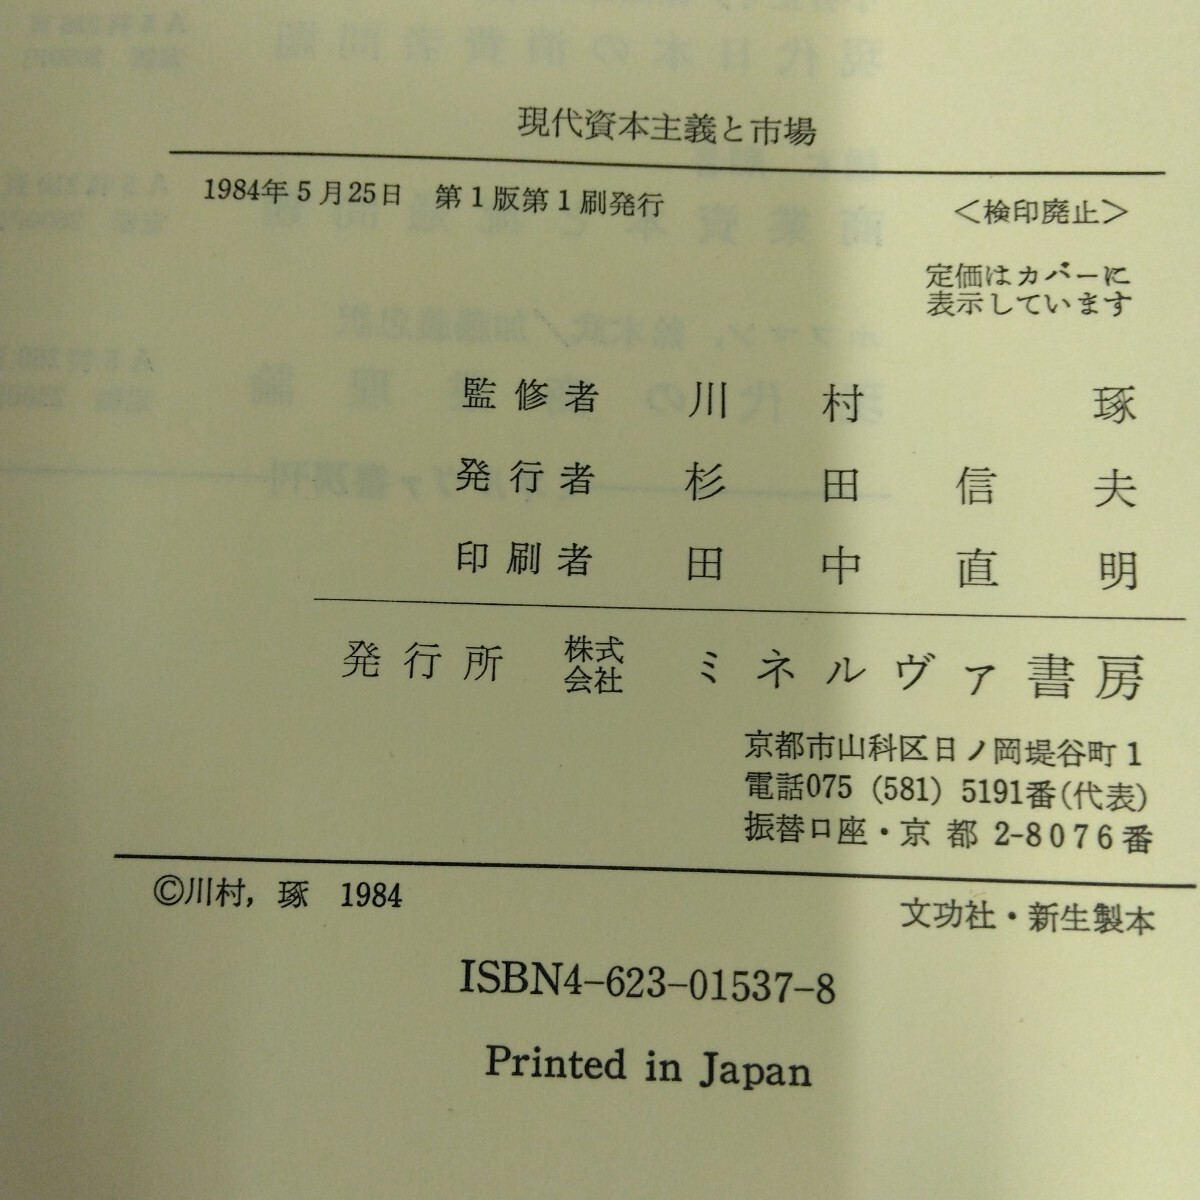 現代資本主義と市場
1984年5月25日 第1版第1刷発行
＜検印廃止＞
定価はカバーに
表示しています
監修者 川村 琢
発行者 杉田信夫
印刷者 田中直明
発行所 株式会社 ミネルヴァ書房
京都市山科区日ノ岡堤谷町1
電話075 (581) 5191番(代表)
振替口座・京都 2-8076番
©川村, 琢 1984
文功社・新生製本
ISBN4-623-01537-8
Printed in Japan